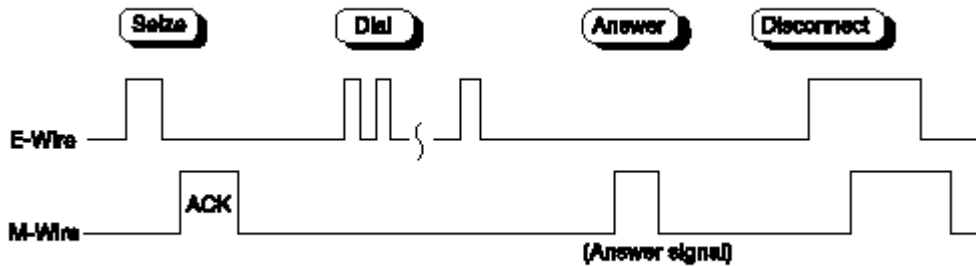 Seize Dial Answer Disconnect
E-Wire
ACK
M-Wire
(Answer signal)